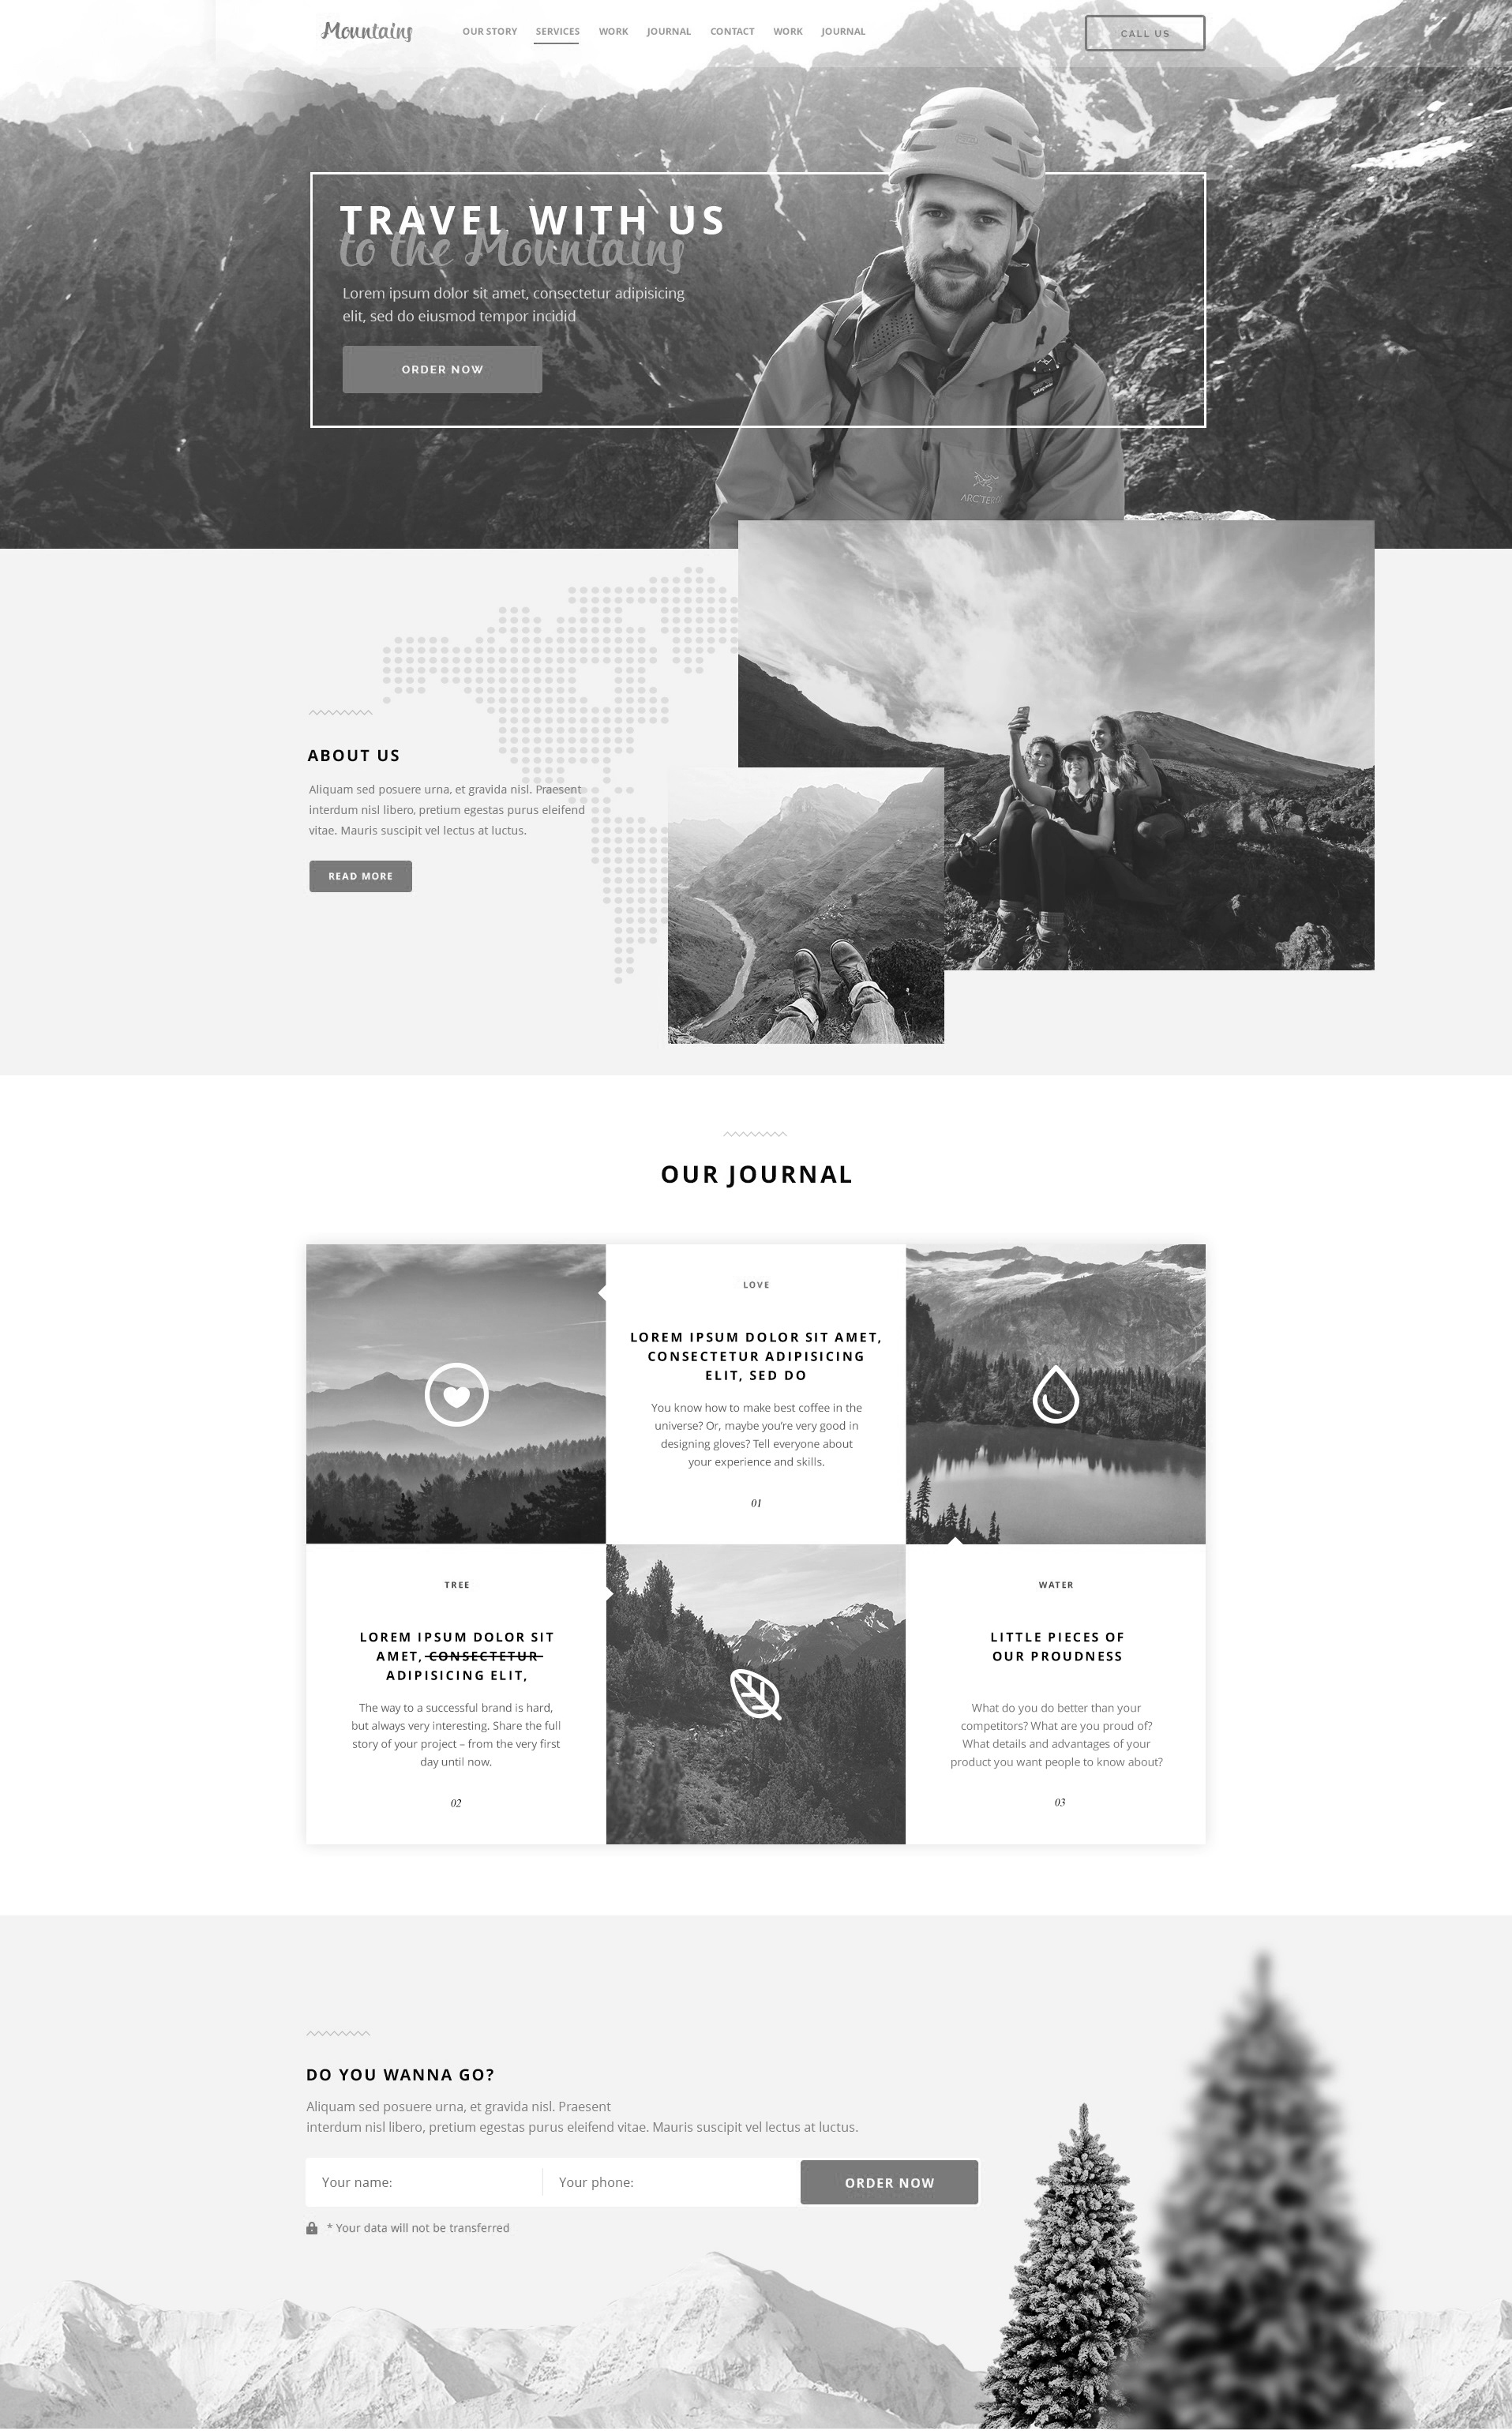 Mountains
OUR STORY SERVICES WORK JOURNAL CONTACT WORK JOURNAL
CALL US
TRAVEL WITH US
to the Mountains
Lorem ipsum dolor sit amet, consectetur adipisicing
elit, sed do eiusmod tempor incidid
ORDER NOW
ABOUT US
Aliquam sed posuere urna, et gravida nisl. Praesent
interdum nisl libero, pretium egestas purus eleifend
vitae. Mauris suscipit vel lectus at luctus.
READ MORE
OUR JOURNAL
LOVE
LOREM IPSUM DOLOR SIT AMET,
CONSECTETUR ADIPISICING
ELIT, SED DO
You know how to make best coffee in the
universe? Or, maybe you're very good in
designing gloves? Tell everyone about
your experience and skills.
01
TREE
LOREM IPSUM DOLOR SIT
AMET, CONSECTETUR
ADIPISICING ELIT,
The way to a successful brand is hard,
but always very interesting. Share the full
story of your project – from the very first
day until now.
02
WATER
LITTLE PIECES OF
OUR PROUDNESS
What do you do better than your
competitors? What are you proud of?
What details and advantages of your
product you want people to know about?
03
DO YOU WANNA GO?
Aliquam sed posuere urna, et gravida nisl. Praesent
interdum nisl libero, pretium egestas purus eleifend vitae. Mauris suscipit vel lectus at luctus.
Your name:
Your phone:
ORDER NOW
* Your data will not be transferred